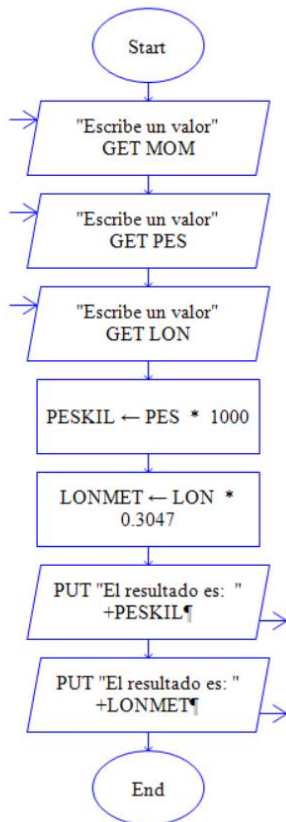 Start
"Escribe un valor"
GET MOM
"Escribe un valor"
GET PES
"Escribe un valor"
GET LON
PESKIL ← PES * 1000
LONMET ← LON *
0.3047
PUT "El resultado es: "
+PESKIL¶
PUT "El resultado es: "
+LONMET¶
End